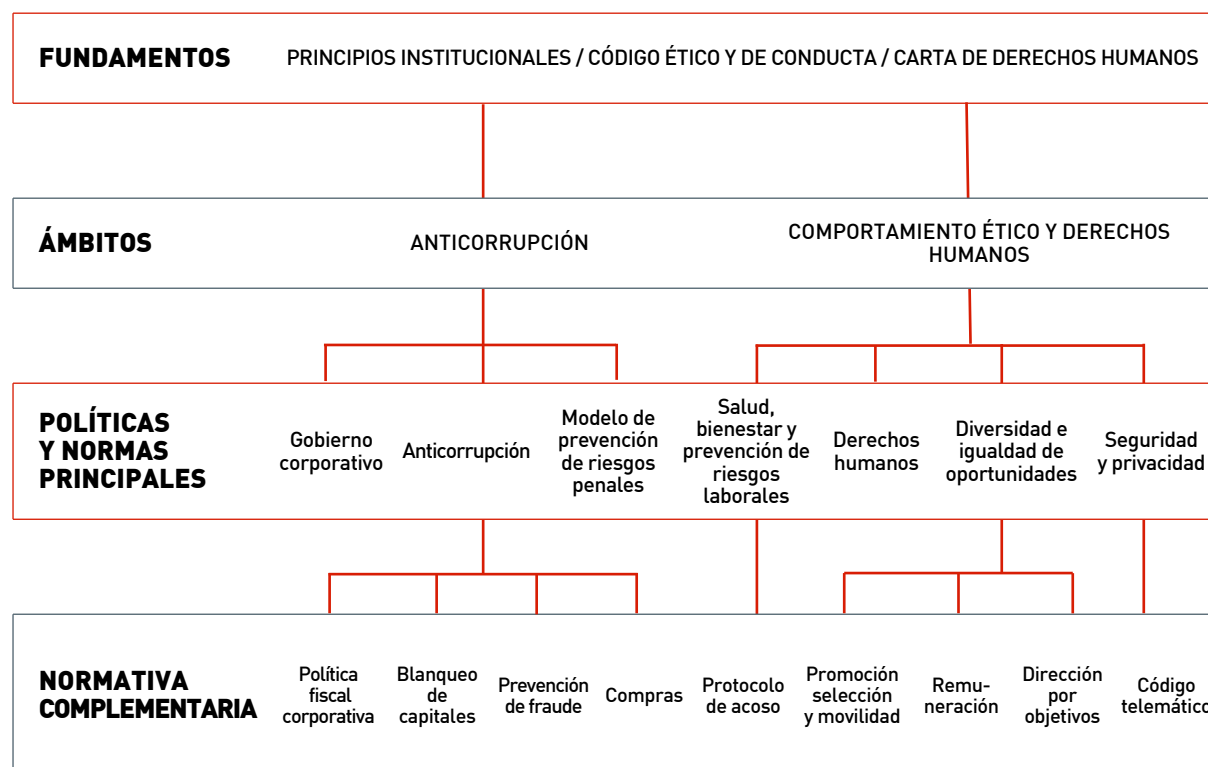 FUNDAMENTOS
PRINCIPIOS INSTITUCIONALES / CÓDIGO ÉTICO Y DE CONDUCTA / CARTA DE DERECHOS HUMANOS
ÁMBITOS
ANTICORRUPCIÓN
COMPORTAMIENTO ÉTICO Y DERECHOS
HUMANOS
POLÍTICAS
Y NORMAS
PRINCIPALES
Gobierno
corporativo
Anticorrupción
Modelo de
prevención
de riesgos
penales
Salud,
bienestar y
prevención de
riesgos
laborales
Derechos
humanos
Diversidad e
igualdad de
oportunidades
Seguridad
y privacidad
NORMATIVA
COMPLEMENTARIA
Política
fiscal
corporativa
Blanqueo
de
capitales
Prevención
de fraude
Compras
Protocolo
de acoso
Promoción
selección
y movilidad
Remu-
neración
Dirección
por
objetivos
Código
telemático